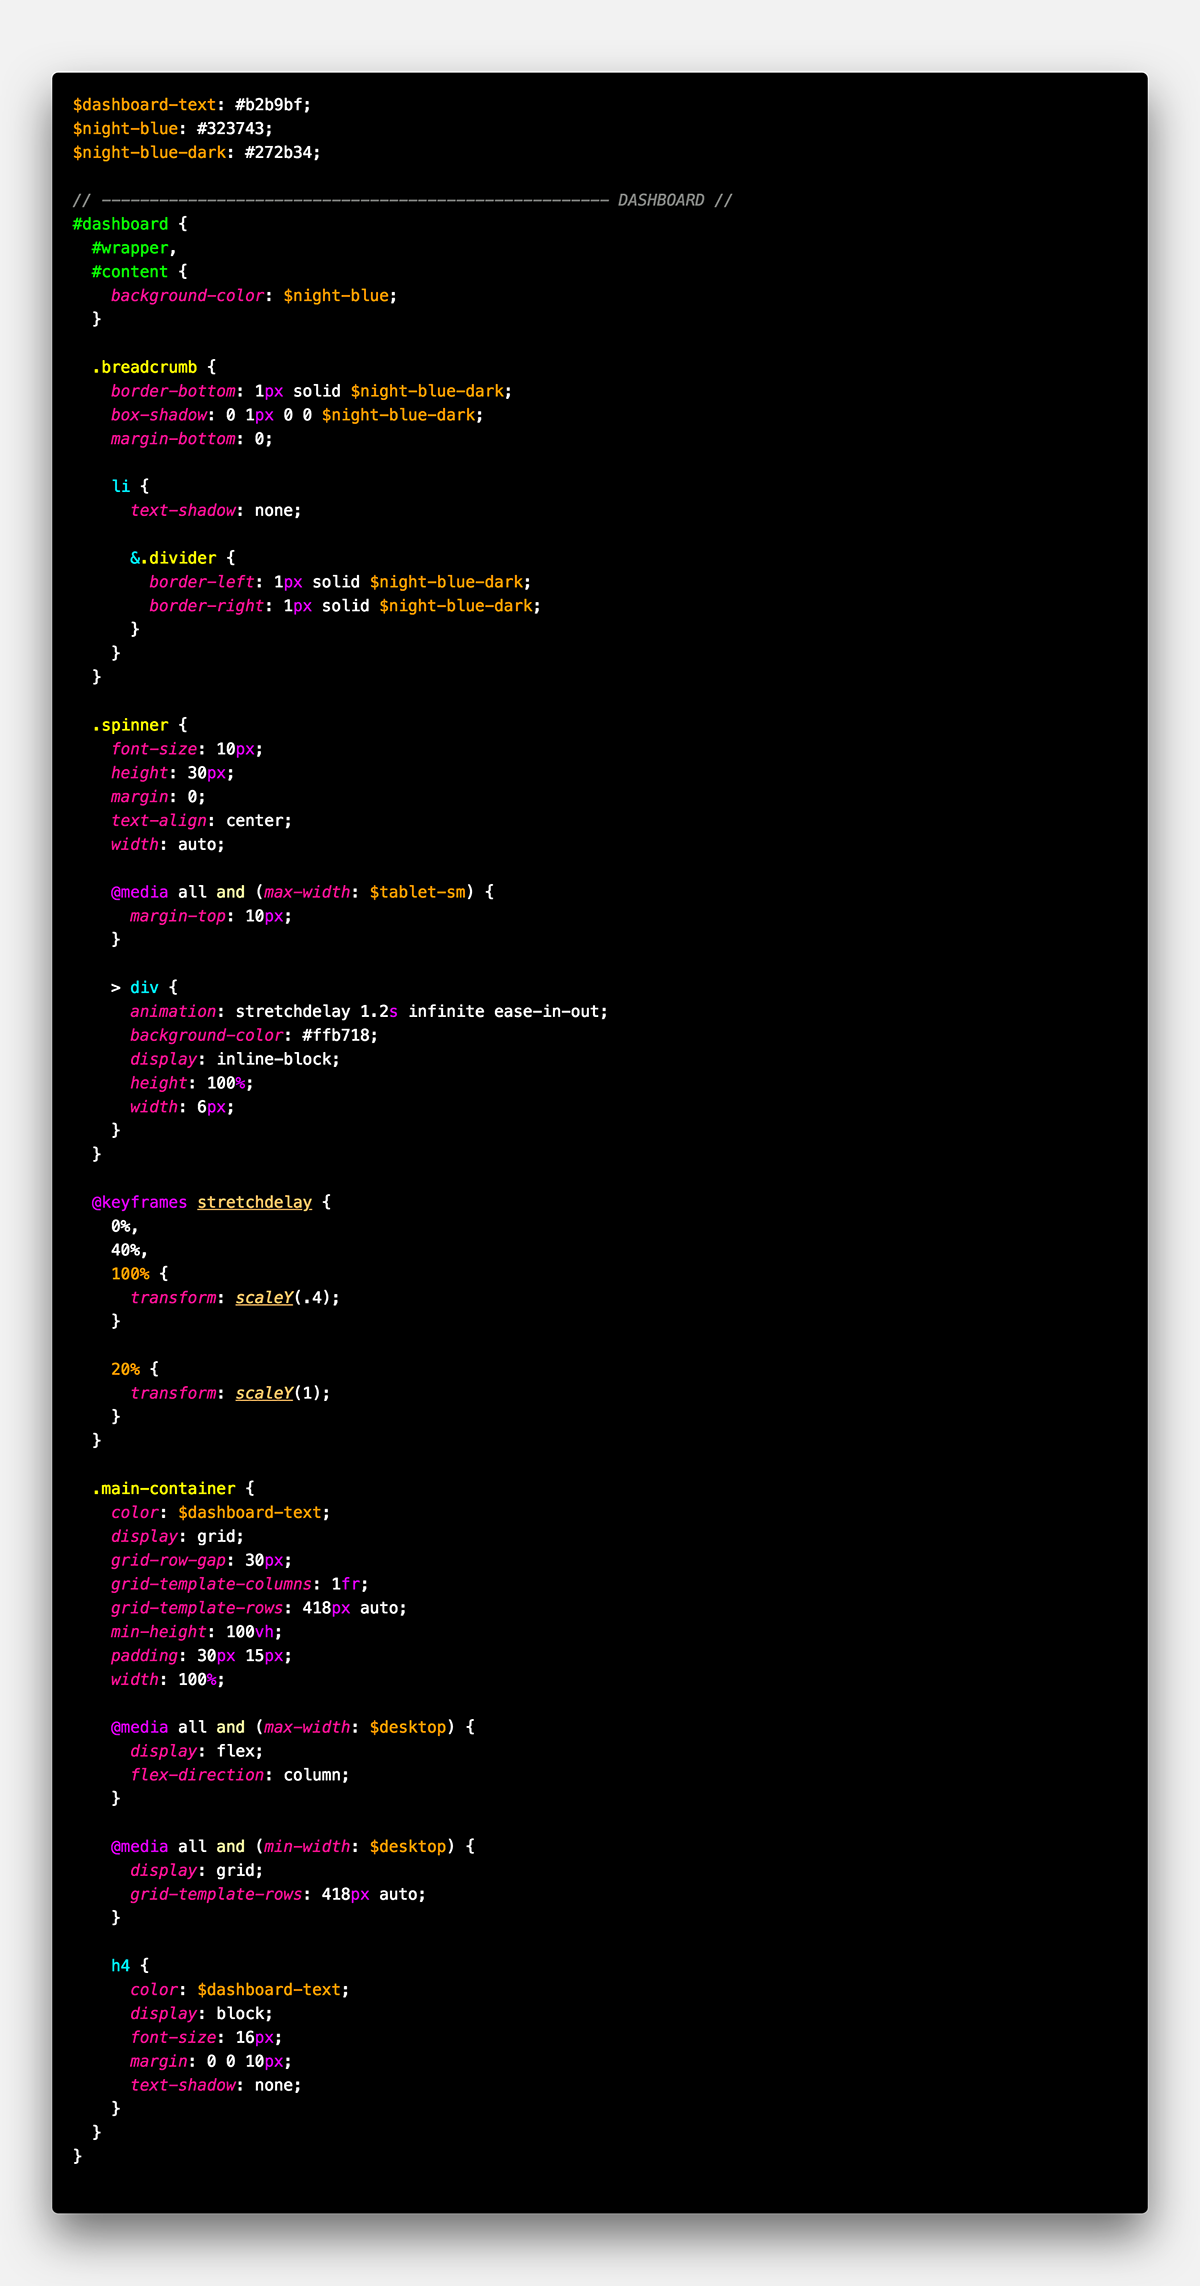 $dashboard-text: #b2b9bf;
$night-blue: #323743;
$night-blue-dark: #272b34;

// ----------------------------------------------------- DASHBOARD //
#dashboard {
  #wrapper,
  #content {
    background-color: $night-blue;
  }

  .breadcrumb {
    border-bottom: 1px solid $night-blue-dark;
    box-shadow: 0 1px 0 0 $night-blue-dark;
    margin-bottom: 0;

    li {
      text-shadow: none;

      &.divider {
        border-left: 1px solid $night-blue-dark;
        border-right: 1px solid $night-blue-dark;
      }
    }
  }

  .spinner {
    font-size: 10px;
    height: 30px;
    margin: 0;
    text-align: center;
    width: auto;

    @media all and (max-width: $tablet-sm) {
      margin-top: 10px;
    }

    > div {
      animation: stretchdelay 1.2s infinite ease-in-out;
      background-color: #ffb718;
      display: inline-block;
      height: 100%;
      width: 6px;
    }
  }

  @keyframes stretchdelay {
    0%,
    40%,
    100% {
      transform: scaleY(.4);
    }

    20% {
      transform: scaleY(1);
    }
  }

  .main-container {
    color: $dashboard-text;
    display: grid;
    grid-row-gap: 30px;
    grid-template-columns: 1fr;
    grid-template-rows: 418px auto;
    min-height: 100vh;
    padding: 30px 15px;
    width: 100%;

    @media all and (max-width: $desktop) {
      display: flex;
      flex-direction: column;
    }

    @media all and (min-width: $desktop) {
      display: grid;
      grid-template-rows: 418px auto;
    }

    h4 {
      color: $dashboard-text;
      display: block;
      font-size: 16px;
      margin: 0 0 10px;
      text-shadow: none;
    }
  }
}